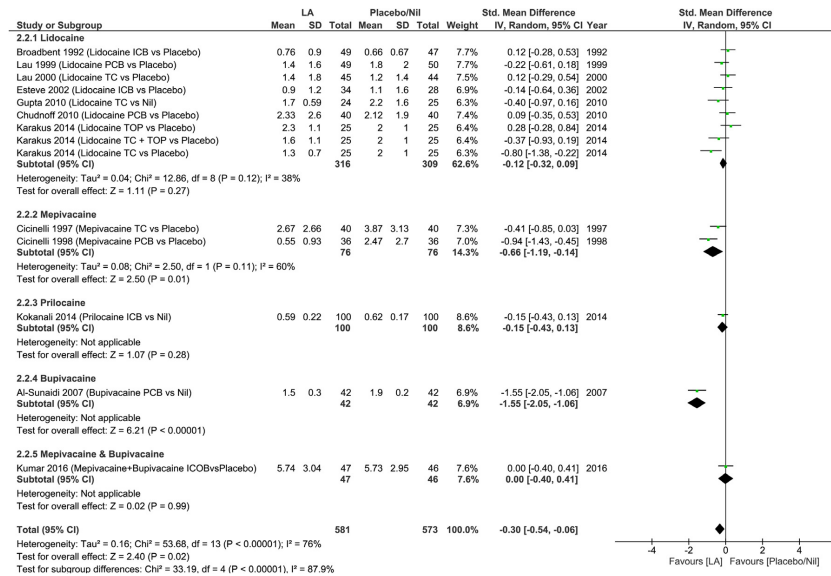 LA Placebo/Nil Std. Mean Difference Std. Mean Difference
Study or Subgroup Mean SD Total Mean SD Total Weight IV, Random, 95% CI Year IV, Random, 95% CI
2.2.1 Lidocaine
Broadbent 1992 (Lidocaine ICB vs Placebo) 0.76 0.9 49 0.66 0.67 47 7.7% 0.12 [-0.28, 0.53] 1992
Lau 1999 (Lidocaine PCB vs Placebo) 1.4 1.6 49 1.8 2 50 7.7% -0.22 [-0.61, 0.18] 1999
Lau 2000 (Lidocaine TC vs Placebo) 1.4 1.8 45 1.2 1.4 44 7.6% 0.12 [-0.29, 0.54] 2000
Esteve 2002 (Lidocaine ICB vs Placebo) 0.9 1.2 34 1.1 1.6 28 7.0% -0.14 [-0.64, 0.36] 2002
Gupta 2010 (Lidocaine TC vs Nil) 1.7 0.59 24 2.2 1.6 25 6.5% -0.40 [-0.97, 0.16] 2010
Chudnoff 2010 (Lidocaine PCB vs Placebo) 2.33 2.6 40 2.12 1.9 40 7.4% 0.09 [-0.35, 0.53] 2010
Karakus 2014 (Lidocaine TOP vs Placebo) 2.3 1.1 25 2 1 25 6.5% 0.28 [-0.28, 0.84] 2014
Karakus 2014 (Lidocaine TC + TOP vs Placebo) 1.6 1.1 25 2 1 25 6.5% -0.37 [-0.93, 0.19] 2014
Karakus 2014 (Lidocaine TC vs Placebo) 1.3 0.7 25 2 1 25 6.4% -0.80 [-1.38, -0.22] 2014
Subtotal (95% CI) 316 309 62.6% -0.12 [-0.32, 0.09]
Heterogeneity: Tau² = 0.04; Chi² = 12.86, df = 8 (P = 0.12); I² = 38%
Test for overall effect: Z = 1.11 (P = 0.27)
2.2.2 Mepivacaine
Cicinelli 1997 (Mepivacaine TC vs Placebo) 2.67 2.66 40 3.87 3.13 40 7.3% -0.41 [-0.85, 0.03] 1997
Cicinelli 1998 (Mepivacaine PCB vs Placebo) 0.55 0.93 36 2.47 2.7 36 7.0% -0.94 [-1.43, -0.45] 1998
Subtotal (95% CI) 76 76 14.3% -0.66 [-1.19, -0.14]
Heterogeneity: Tau² = 0.08; Chi² = 2.50, df = 1 (P = 0.11); I² = 60%
Test for overall effect: Z = 2.50 (P = 0.01)
2.2.3 Prilocaine
Kokanali 2014 (Prilocaine ICB vs Nil) 0.59 0.22 100 0.62 0.17 100 8.6% -0.15 [-0.43, 0.13] 2014
Subtotal (95% CI) 100 100 8.6% -0.15 [-0.43, 0.13]
Heterogeneity: Not applicable
Test for overall effect: Z = 1.07 (P = 0.28)
2.2.4 Bupivacaine
Al-Sunaidi 2007 (Bupivacaine PCB vs Nil) 1.5 0.3 42 1.9 0.2 42 6.9% -1.55 [-2.05, -1.06] 2007
Subtotal (95% CI) 42 42 6.9% -1.55 [-2.05, -1.06]
Heterogeneity: Not applicable
Test for overall effect: Z = 6.21 (P < 0.00001)
2.2.5 Mepivacaine & Bupivacaine
Kumar 2016 (Mepivacaine+Bupivacaine ICOBvsPlacebo) 5.74 3.04 47 5.73 2.95 46 7.6% 0.00 [-0.40, 0.41] 2016
Subtotal (95% CI) 47 46 7.6% 0.00 [-0.40, 0.41]
Heterogeneity: Not applicable
Test for overall effect: Z = 0.02 (P = 0.99)
Total (95% CI) 581 573 100.0% -0.30 [-0.54, -0.06]
Heterogeneity: Tau² = 0.16; Chi² = 53.68, df = 13 (P < 0.00001); I² = 76%
Test for overall effect: Z = 2.40 (P = 0.02)
Test for subgroup differences: Chi² = 33.19, df = 4 (P < 0.00001), I² = 87.9%
-4 -2 0 2 4
Favours [LA] Favours [Placebo/Nil]